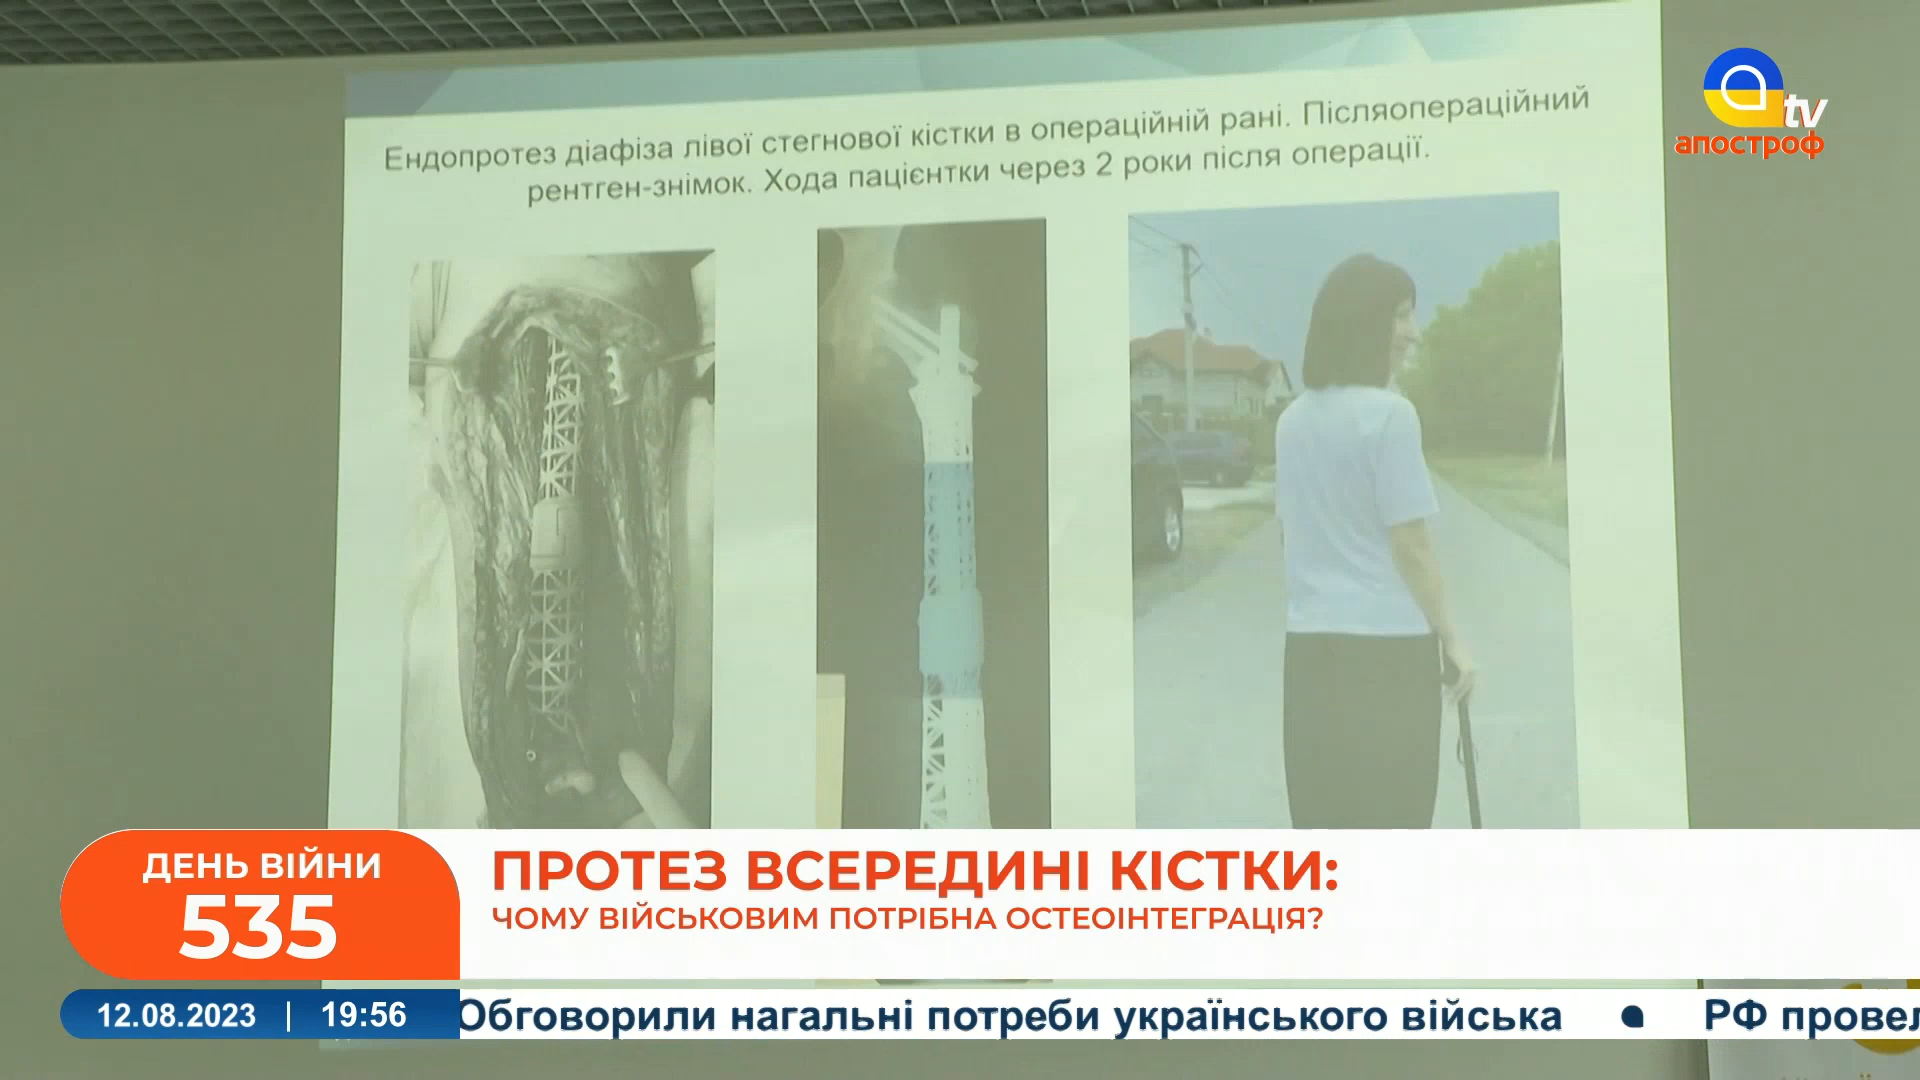 Ендопротез діафіза лівої стегнової кістки в операційній рані. Післяопераційний
рентген-знімок. Хода пацієнтки через 2 роки після операції.
tv
апостроф
ДЕНЬ ВІЙНИ
535
ПРОТЕЗ ВСЕРЕДИНІ КІСТКИ:
ЧОМУ ВІЙСЬКОВИМ ПОТРІБНА ОСТЕОІНТЕГРАЦІЯ?
12.08.2023 | 19:56
Обговорили нагальні потреби українського війська • РФ провел